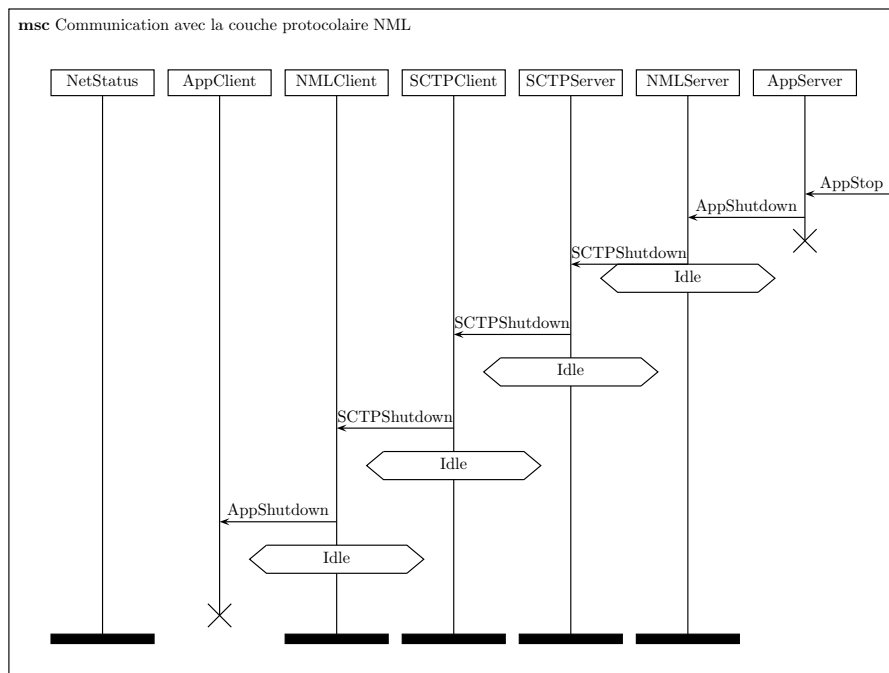 msc Communication avec la couche protocolaire NML
NetStatus AppClient NMLClient SCTPClient SCTPServer NMLServer AppServer
AppStop
AppShutdown
SCTPShutdown
Idle
SCTPShutdown
Idle
SCTPShutdown
Idle
AppShutdown
Idle